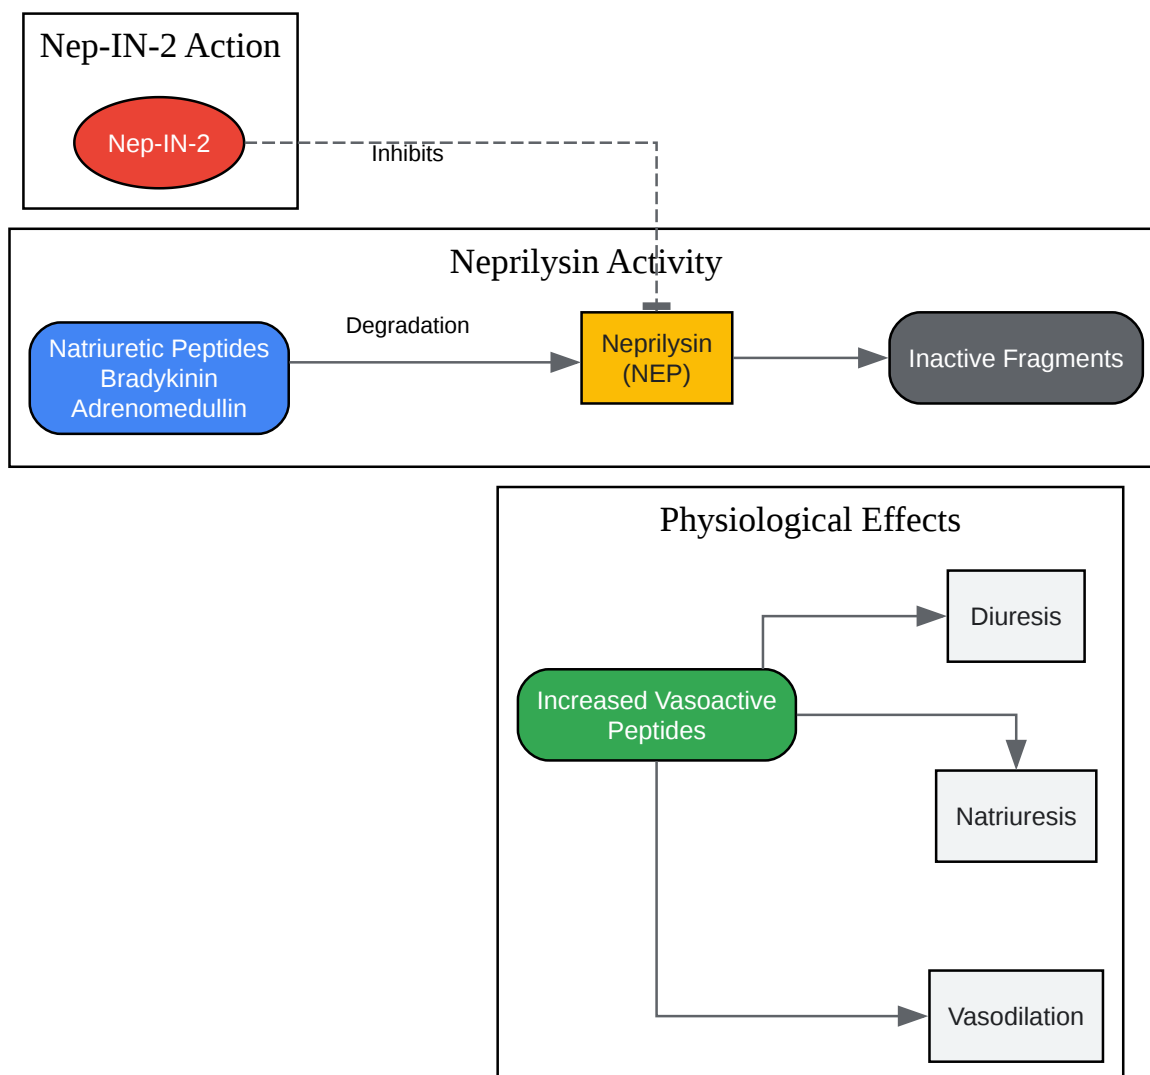 Nep-IN-2 Action
Nep-IN-2
Inhibits
Neprilysin Activity
Degradation
Natriuretic Peptides
Bradykinin
Adrenomedullin
Neprilysin
(NEP)
Inactive Fragments
Physiological Effects
Diuresis
Increased Vasoactive
Peptides
Natriuresis
Vasodilation